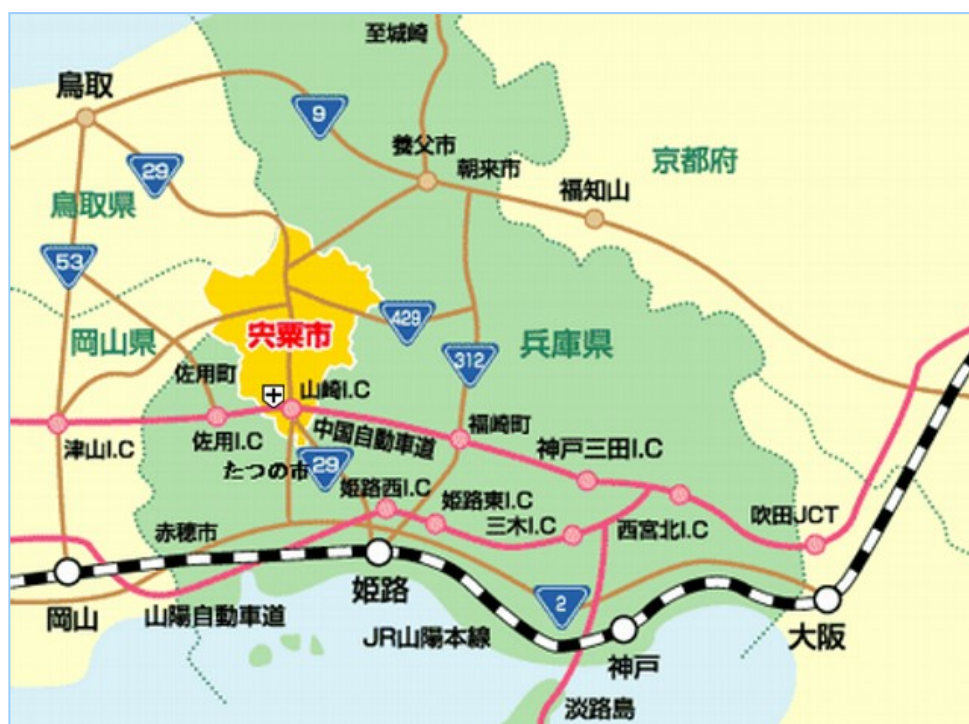 至城崎
鳥取
9
養父市
朝来市
京都府
29
福知山
鳥取県
53
429
岡山県
宍粟市
兵庫県
312
佐用町
山崎I.C
津山I.C
佐用I.C
中国自動車道
福崎町
神戸三田I.C
たつの市
29
姫路西I.C
姫路東I.C
三木I.C
西宮北I.C
吹田JCT
赤穂市
姫路
2
岡山
山陽自動車道
JR山陽本線
神戸
大阪
淡路島